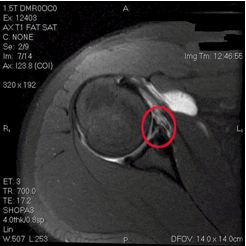 1.5T DMROOC0
Ex: 12403
AX T1 FAT SAT
C: NONE
Se: 2/9
Im: 7/14
Ax: I23.8 (COI)
320 x 192
A
Img Tm: 12:46:55
R
L
ET: 3
TR: 700.0
TE: 17.2
SHOPA3
4.0thk/0.8sp
Lin
W:507 L:253
P
DFOV: 14.0 x 14.0cm